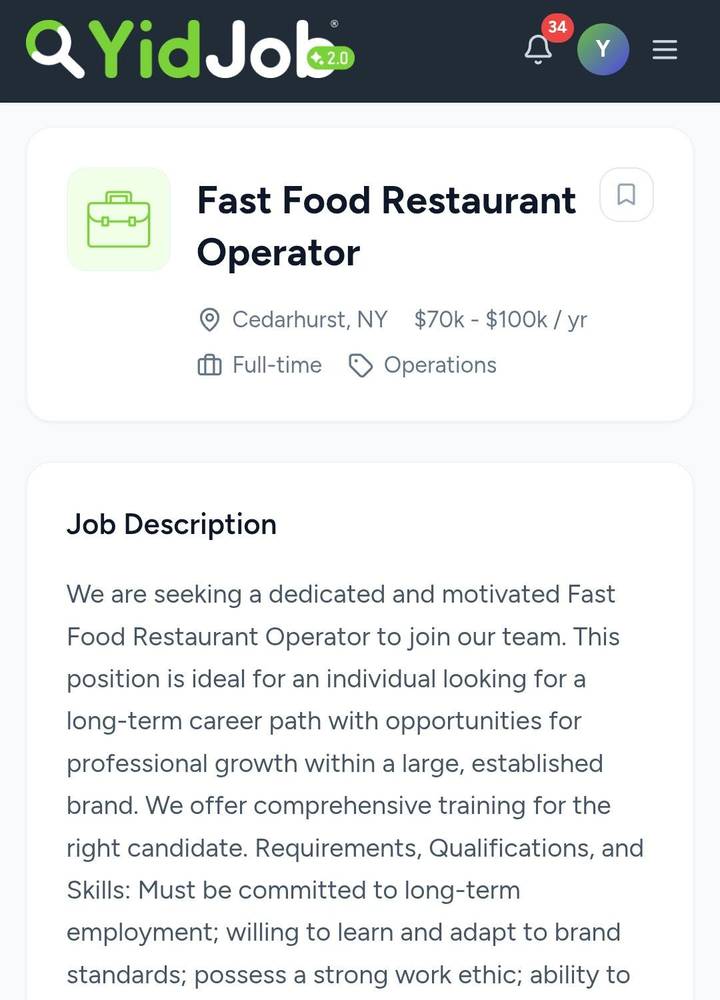 YidJob®
2.0
34
Y
Fast Food Restaurant
Operator
Cedarhurst, NY $70k - $100k / yr
Full-time Operations
Job Description
We are seeking a dedicated and motivated Fast
Food Restaurant Operator to join our team. This
position is ideal for an individual looking for a
long-term career path with opportunities for
professional growth within a large, established
brand. We offer comprehensive training for the
right candidate. Requirements, Qualifications, and
Skills: Must be committed to long-term
employment; willing to learn and adapt to brand
standards; possess a strong work ethic; ability to